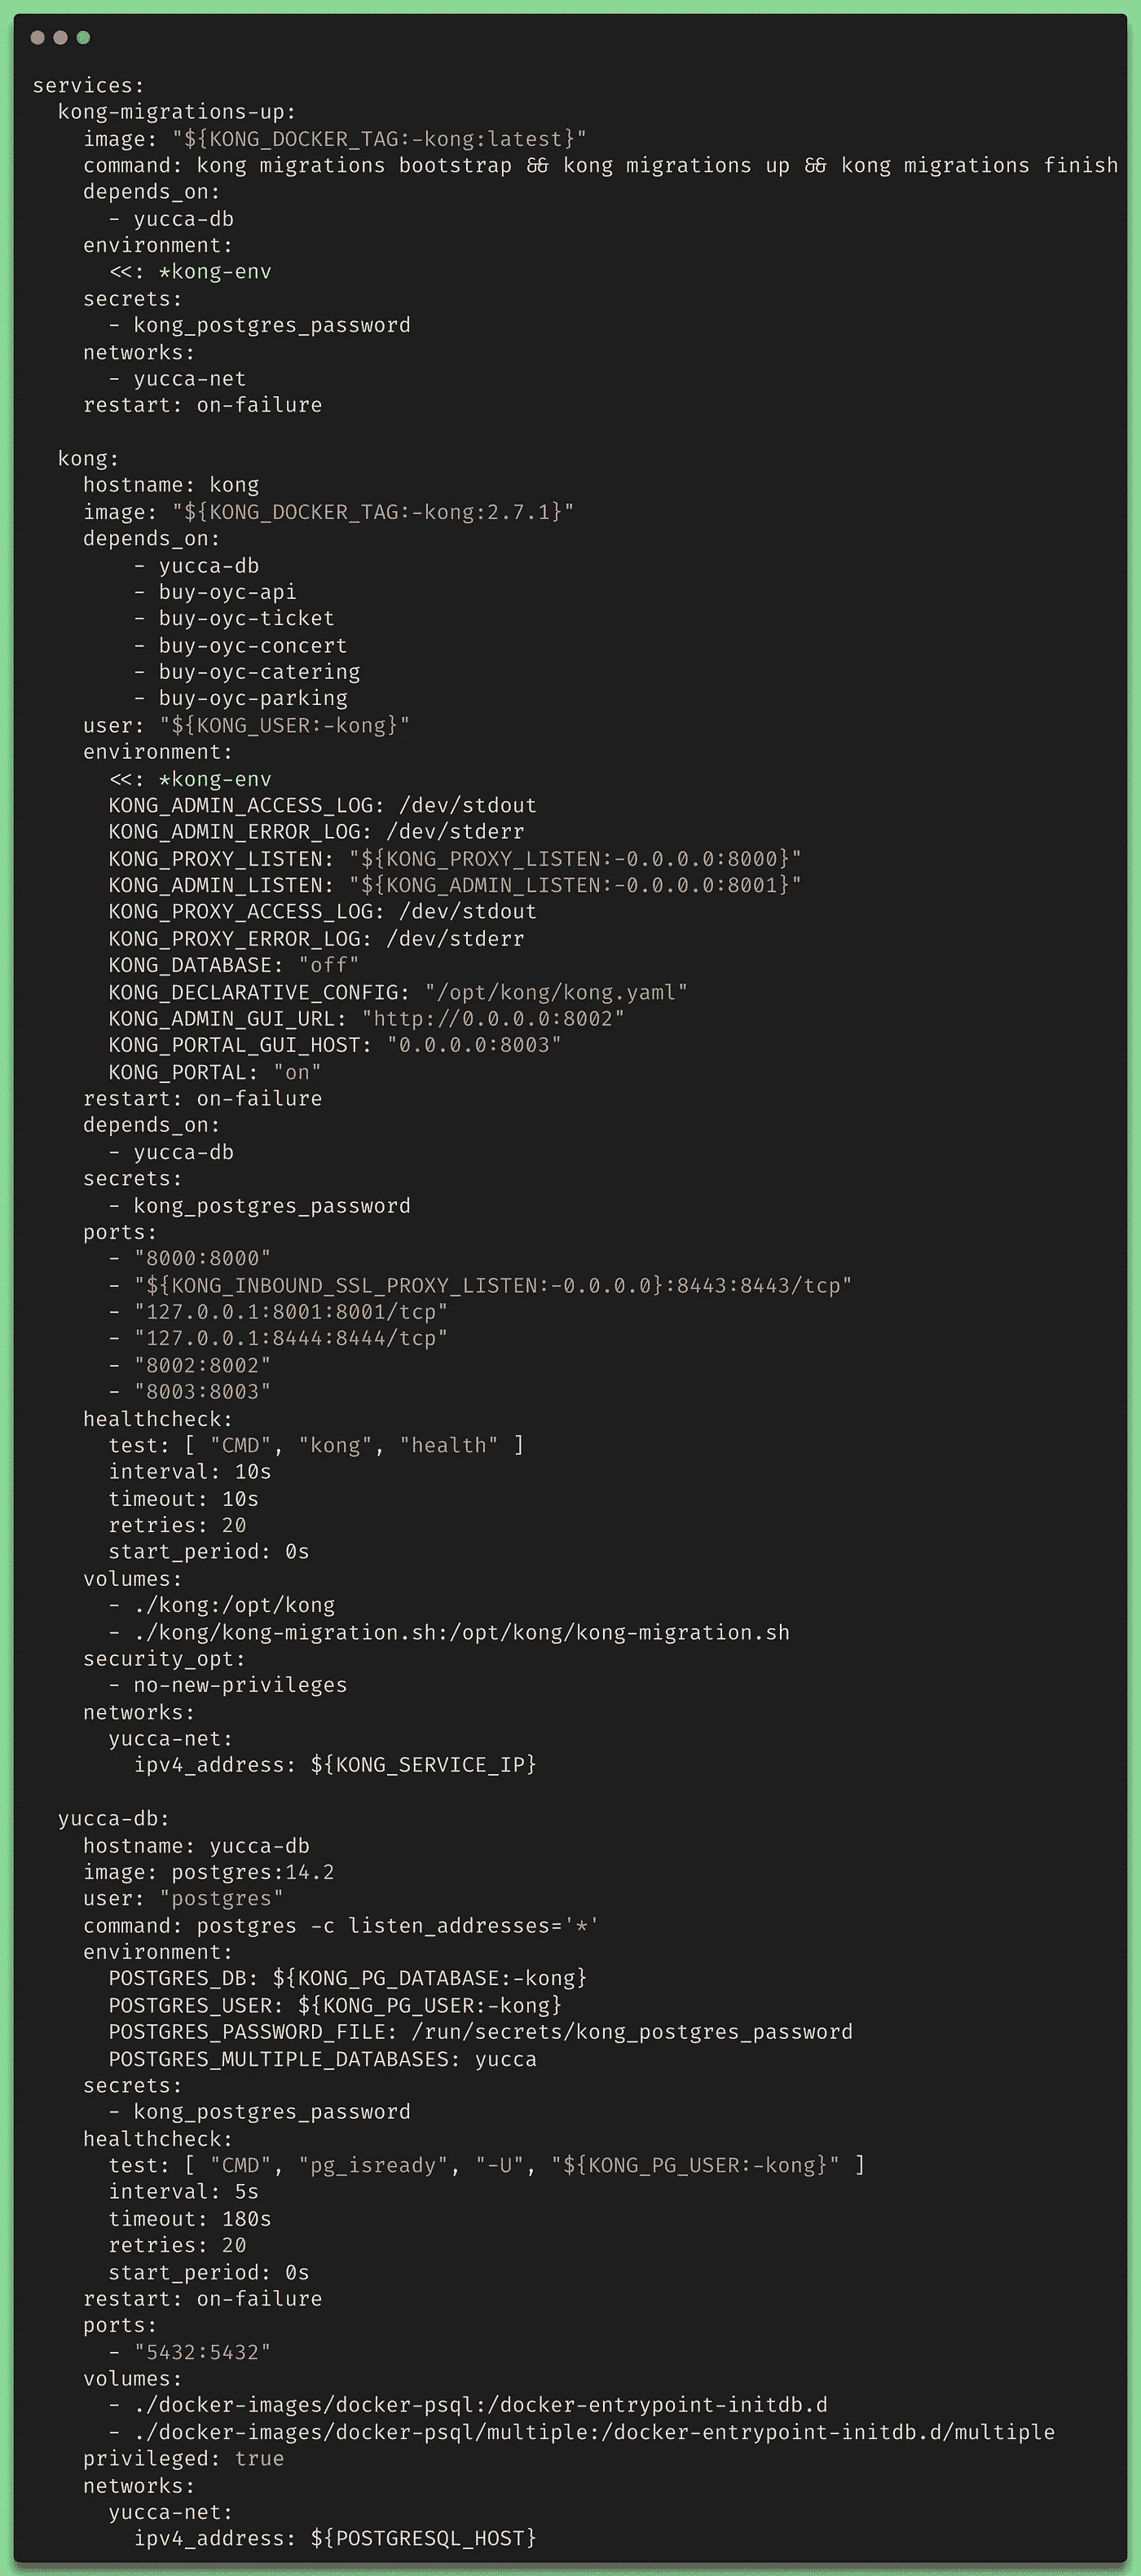 services:
  kong-migrations-up:
    image: "${KONG_DOCKER_TAG:-kong:latest}"
    command: kong migrations bootstrap && kong migrations up && kong migrations finish
    depends_on:
      - yucca-db
    environment:
      <<: *kong-env
    secrets:
      - kong_postgres_password
    networks:
      - yucca-net
    restart: on-failure

  kong:
    hostname: kong
    image: "${KONG_DOCKER_TAG:-kong:2.7.1}"
    depends_on:
        - yucca-db
        - buy-oyc-api
        - buy-oyc-ticket
        - buy-oyc-concert
        - buy-oyc-catering
        - buy-oyc-parking
    user: "${KONG_USER:-kong}"
    environment:
      <<: *kong-env
      KONG_ADMIN_ACCESS_LOG: /dev/stdout
      KONG_ADMIN_ERROR_LOG: /dev/stderr
      KONG_PROXY_LISTEN: "${KONG_PROXY_LISTEN:-0.0.0.0:8000}"
      KONG_ADMIN_LISTEN: "${KONG_ADMIN_LISTEN:-0.0.0.0:8001}"
      KONG_PROXY_ACCESS_LOG: /dev/stdout
      KONG_PROXY_ERROR_LOG: /dev/stderr
      KONG_DATABASE: "off"
      KONG_DECLARATIVE_CONFIG: "/opt/kong/kong.yaml"
      KONG_ADMIN_GUI_URL: "http://0.0.0.0:8002"
      KONG_PORTAL_GUI_HOST: "0.0.0.0:8003"
      KONG_PORTAL: "on"
    restart: on-failure
    depends_on:
      - yucca-db
    secrets:
      - kong_postgres_password
    ports:
      - "8000:8000"
      - "${KONG_INBOUND_SSL_PROXY_LISTEN:-0.0.0.0}:8443:8443/tcp"
      - "127.0.0.1:8001:8001/tcp"
      - "127.0.0.1:8444:8444/tcp"
      - "8002:8002"
      - "8003:8003"
    healthcheck:
      test: [ "CMD", "kong", "health" ]
      interval: 10s
      timeout: 10s
      retries: 20
      start_period: 0s
    volumes:
      - ./kong:/opt/kong
      - ./kong/kong-migration.sh:/opt/kong/kong-migration.sh
    security_opt:
      - no-new-privileges
    networks:
      yucca-net:
        ipv4_address: ${KONG_SERVICE_IP}

  yucca-db:
    hostname: yucca-db
    image: postgres:14.2
    user: "postgres"
    command: postgres -c listen_addresses='*'
    environment:
      POSTGRES_DB: ${KONG_PG_DATABASE:-kong}
      POSTGRES_USER: ${KONG_PG_USER:-kong}
      POSTGRES_PASSWORD_FILE: /run/secrets/kong_postgres_password
      POSTGRES_MULTIPLE_DATABASES: yucca
    secrets:
      - kong_postgres_password
    healthcheck:
      test: [ "CMD", "pg_isready", "-U", "${KONG_PG_USER:-kong}" ]
      interval: 5s
      timeout: 180s
      retries: 20
      start_period: 0s
    restart: on-failure
    ports:
      - "5432:5432"
    volumes:
      - ./docker-images/docker-psql:/docker-entrypoint-initdb.d
      - ./docker-images/docker-psql/multiple:/docker-entrypoint-initdb.d/multiple
    privileged: true
    networks:
      yucca-net:
        ipv4_address: ${POSTGRESQL_HOST}